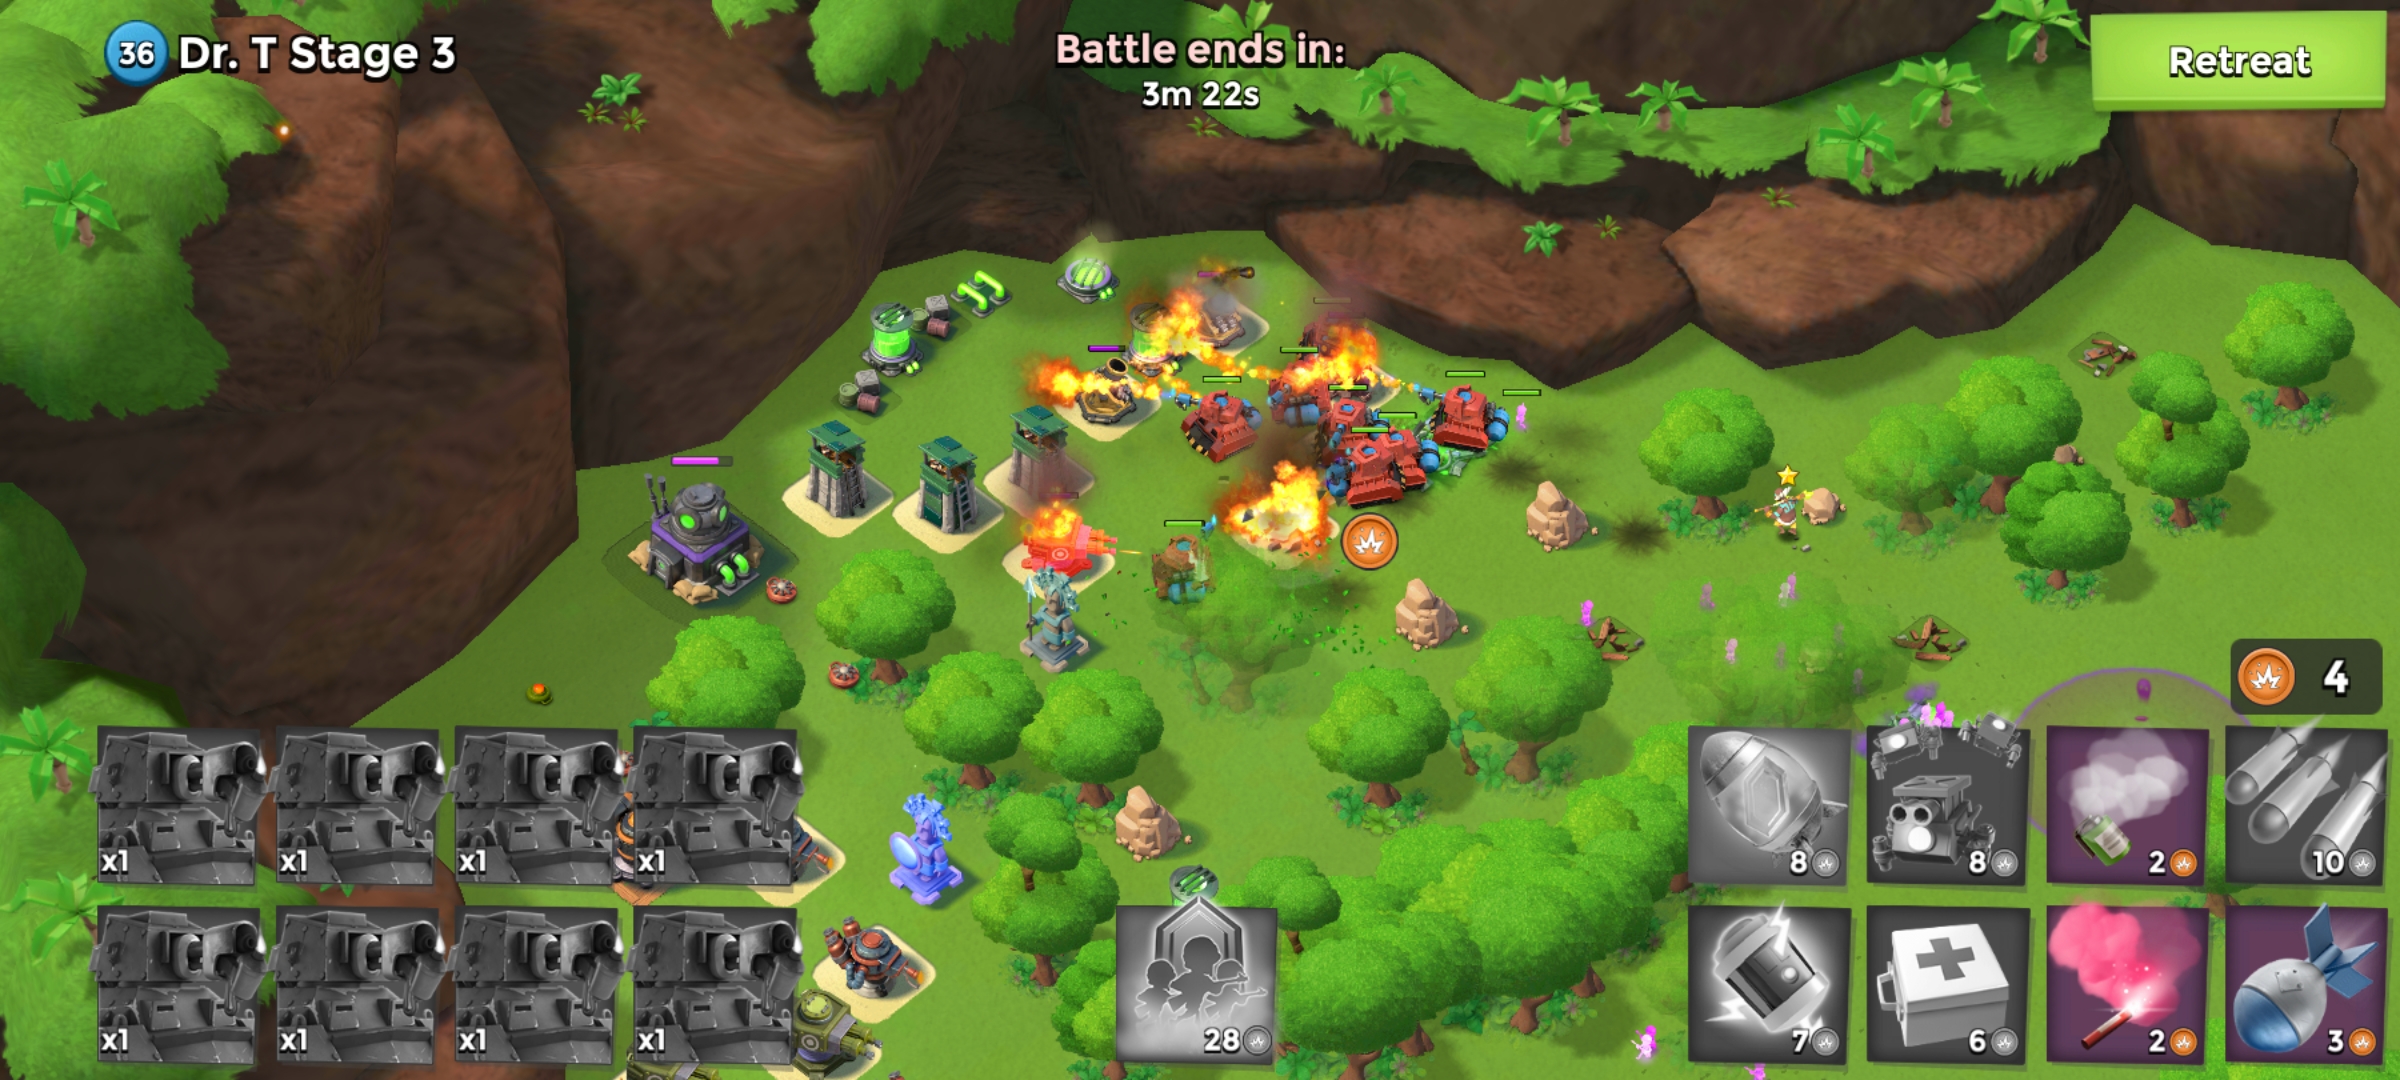 36 Dr. T Stage 3
Battle ends in:
3m 22s
Retreat
4
8
8
2
10
x1
x1
x1
x1
x1
x1
x1
x1
28
7
6
2
3